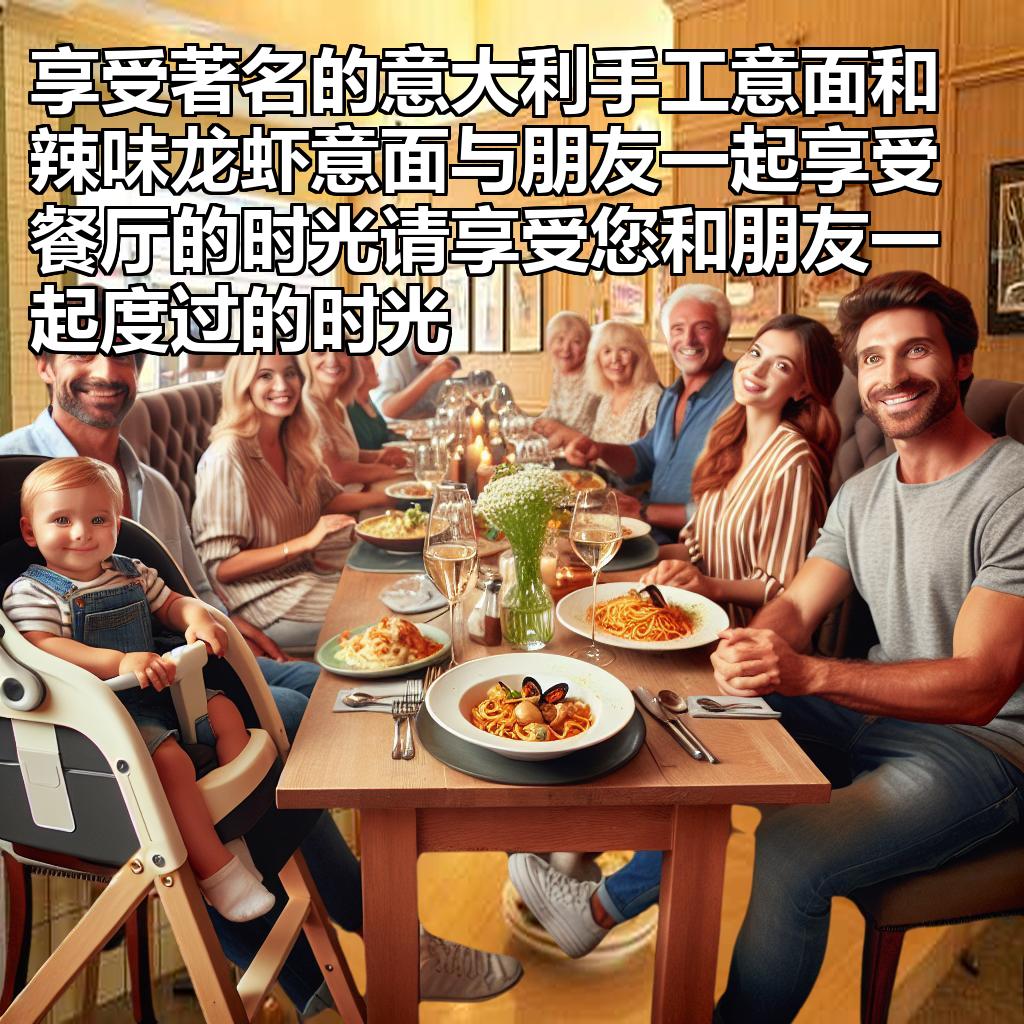 享受著名的意大利手工意面和
辣味龙虾意面与朋友一起享受
餐厅的时光请享受您和朋友一
起度过的时光